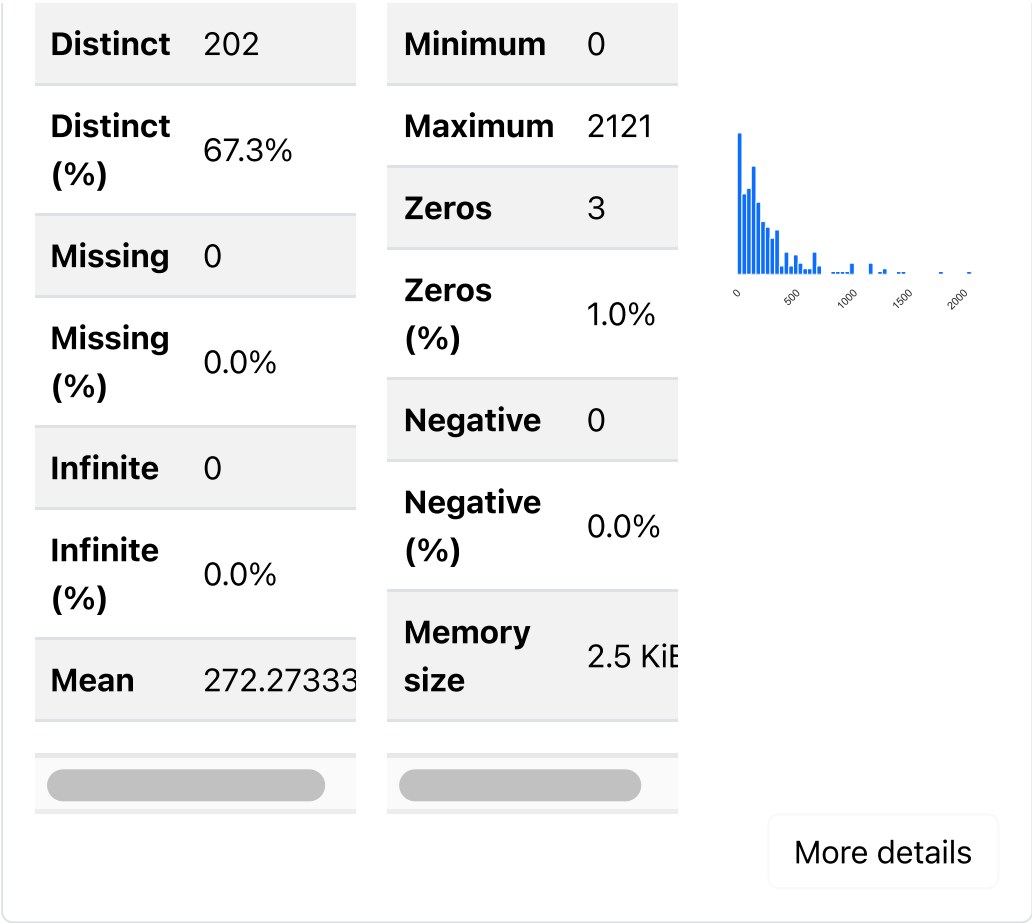 Distinct 202
Distinct
(%) 67.3%
Missing 0
Missing
(%) 0.0%
Infinite 0
Infinite
(%) 0.0%
Mean 272.27333
Minimum 0
Maximum 2121
Zeros 3
Zeros
(%) 1.0%
Negative 0
Negative
(%) 0.0%
Memory
size 2.5 KiB
0 500 1000 1500 2000
More details